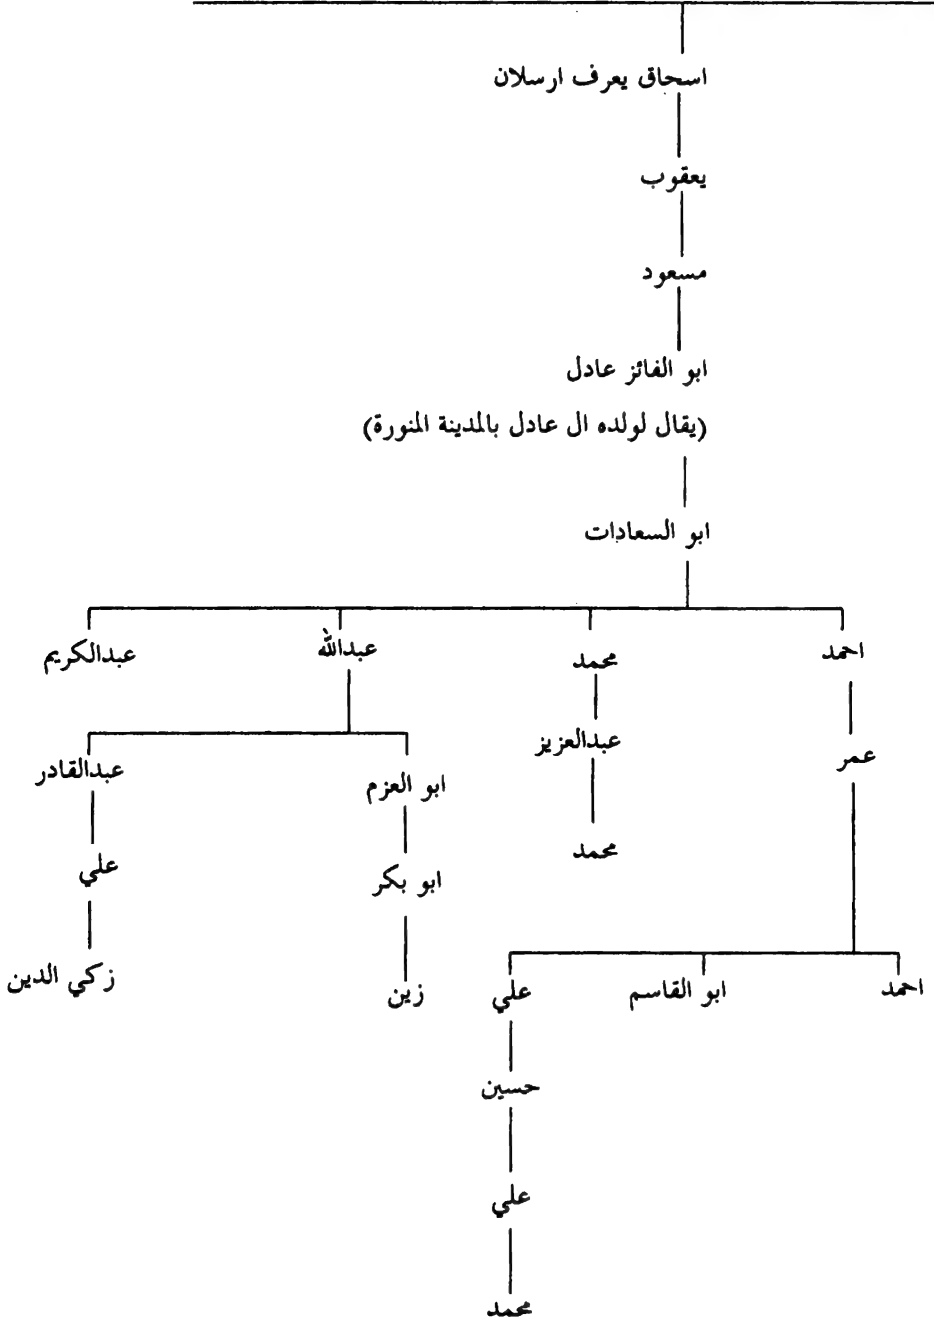 اسحاق يعرف ارسلان
يعقوب
مسعود
ابو الفائز عادل
(يقال لولده ال عادل بالمدينة المنورة)
ابو السعادات
احمد محمد عبدالله عبدالكريم
عمر عبدالعزيز ابو العزم عبدالقادر
محمد ابو بكر علي
احمد ابو القاسم علي زين زكي الدين
حسين
علي
محمد